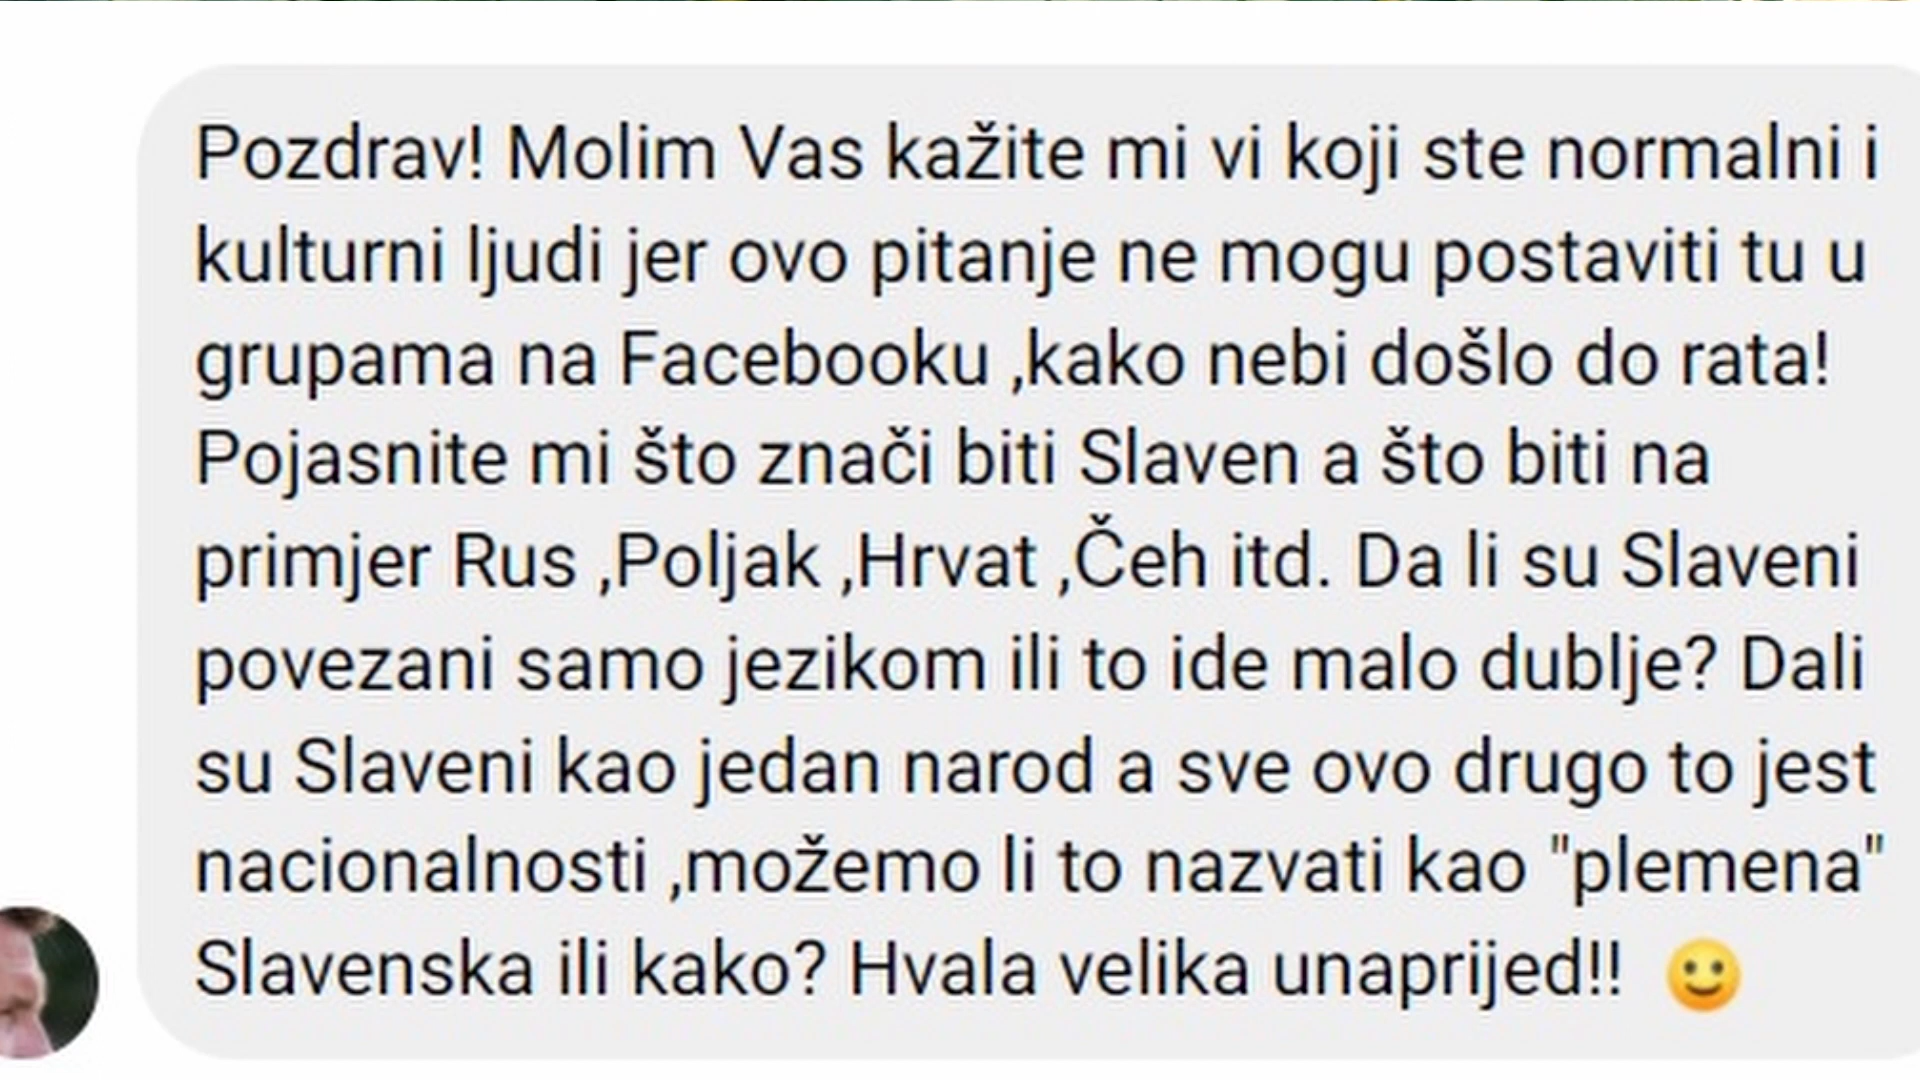 Pozdrav! Molim Vas kažite mi vi koji ste normalni i
kulturni ljudi jer ovo pitanje ne mogu postaviti tu u
grupama na Facebooku ,kako nebi došlo do rata!
Pojasnite mi što znači biti Slaven a što biti na
primjer Rus ,Poljak ,Hrvat ,Čeh itd. Da li su Slaveni
povezani samo jezikom ili to ide malo dublje? Dali
su Slaveni kao jedan narod a sve ovo drugo to jest
nacionalnosti ,možemo li to nazvati kao "plemena"
Slavenska ili kako? Hvala velika unaprijed!! 🙂